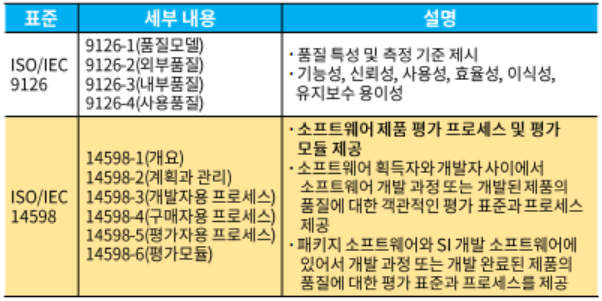 표준 세부 내용 설명
ISO/IEC
9126
9126-1(품질모델)
9126-2(외부품질)
9126-3(내부품질)
9126-4(사용품질)
· 품질 특성 및 측정 기준 제시
· 기능성, 신뢰성, 사용성, 효율성, 이식성,
유지보수 용이성
ISO/IEC
14598
14598-1(개요)
14598-2(계획과 관리)
14598-3(개발자용 프로세스)
14598-4(구매자용 프로세스)
14598-5(평가자용 프로세스)
14598-6(평가모듈)
· 소프트웨어 제품 평가 프로세스 및 평가
모듈 제공
· 소프트웨어 획득자와 개발자 사이에서
소프트웨어 개발 과정 또는 개발된 제품의
품질에 대한 객관적인 평가 표준과 프로세스
제공
· 패키지 소프트웨어와 SI 개발 소프트웨어에
있어서 개발 과정 또는 개발 완료된 제품의
품질에 대한 평가 표준과 프로세스를 제공